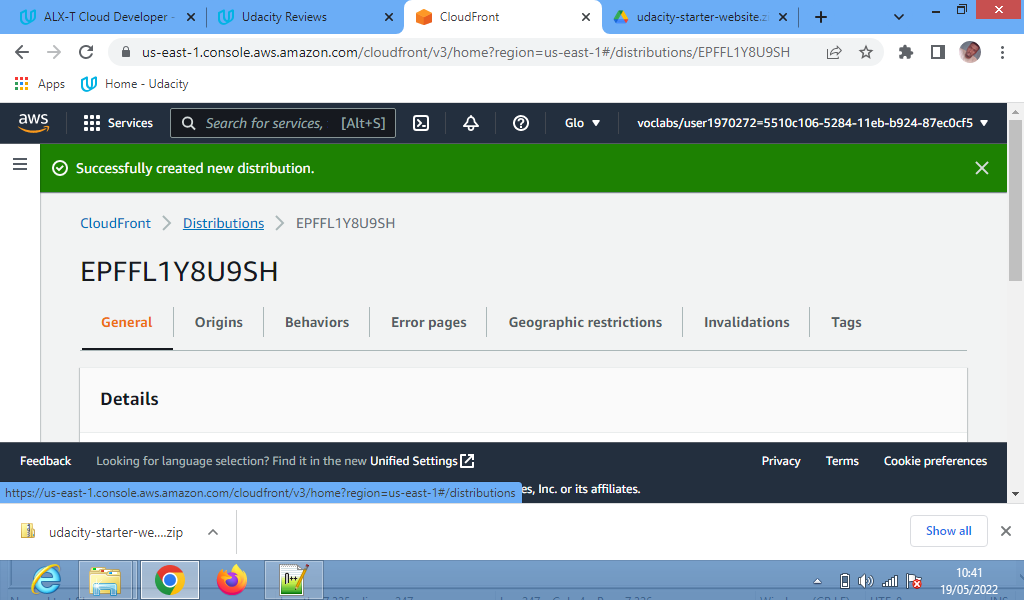 ALX-T Cloud Developer -
Udacity Reviews
CloudFront
udacity-starter-website.z
us-east-1.console.aws.amazon.com/cloudfront/v3/home?region=us-east-1#/distributions/EPFFL1Y8U9SH
Apps
Home - Udacity
aws
Services
Search for services, [Alt+S]
Glo
voclabs/user1970272=5510c106-5284-11eb-b924-87ec0cf5
Successfully created new distribution.
CloudFront
Distributions
EPFFL1Y8U9SH
EPFFL1Y8U9SH
General
Origins
Behaviors
Error pages
Geographic restrictions
Invalidations
Tags
Details
Feedback
Looking for language selection? Find it in the new Unified Settings
Privacy
Terms
Cookie preferences
https://us-east-1.console.aws.amazon.com/cloudfront/v3/home?region=us-east-1#/distributions
es, Inc. or its affiliates.
udacity-starter-we....zip
Show all
10:41
19/05/2022